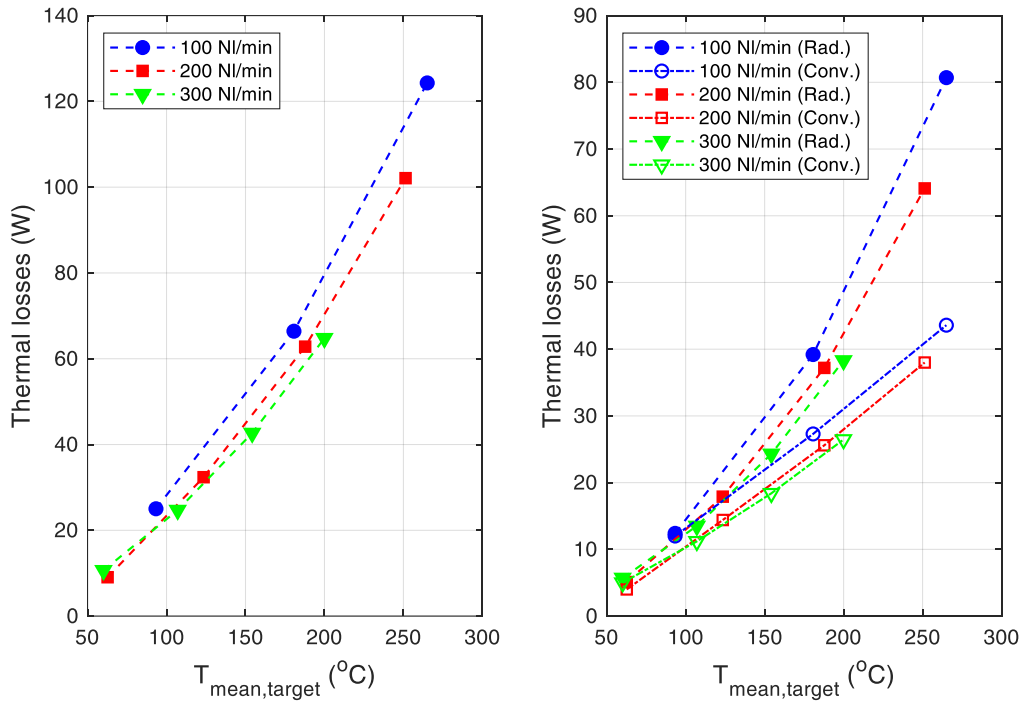 140
120
100
80
60
40
20
0
50
100
150
200
250
300
Thermal losses (W)
T_mean,target (°C)
100 Nl/min
200 Nl/min
300 Nl/min
90
80
70
60
50
40
30
20
10
0
50
100
150
200
250
300
Thermal losses (W)
T_mean,target (°C)
100 Nl/min (Rad.)
100 Nl/min (Conv.)
200 Nl/min (Rad.)
200 Nl/min (Conv.)
300 Nl/min (Rad.)
300 Nl/min (Conv.)